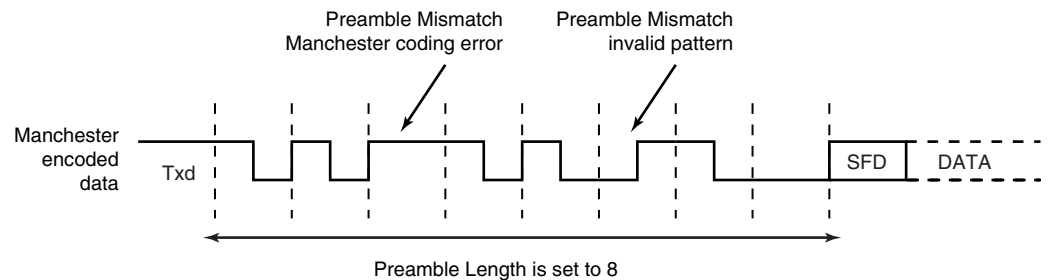 Preamble Mismatch
Manchester coding error
Preamble Mismatch
invalid pattern
Manchester
encoded
data
Txd
SFD
DATA
Preamble Length is set to 8